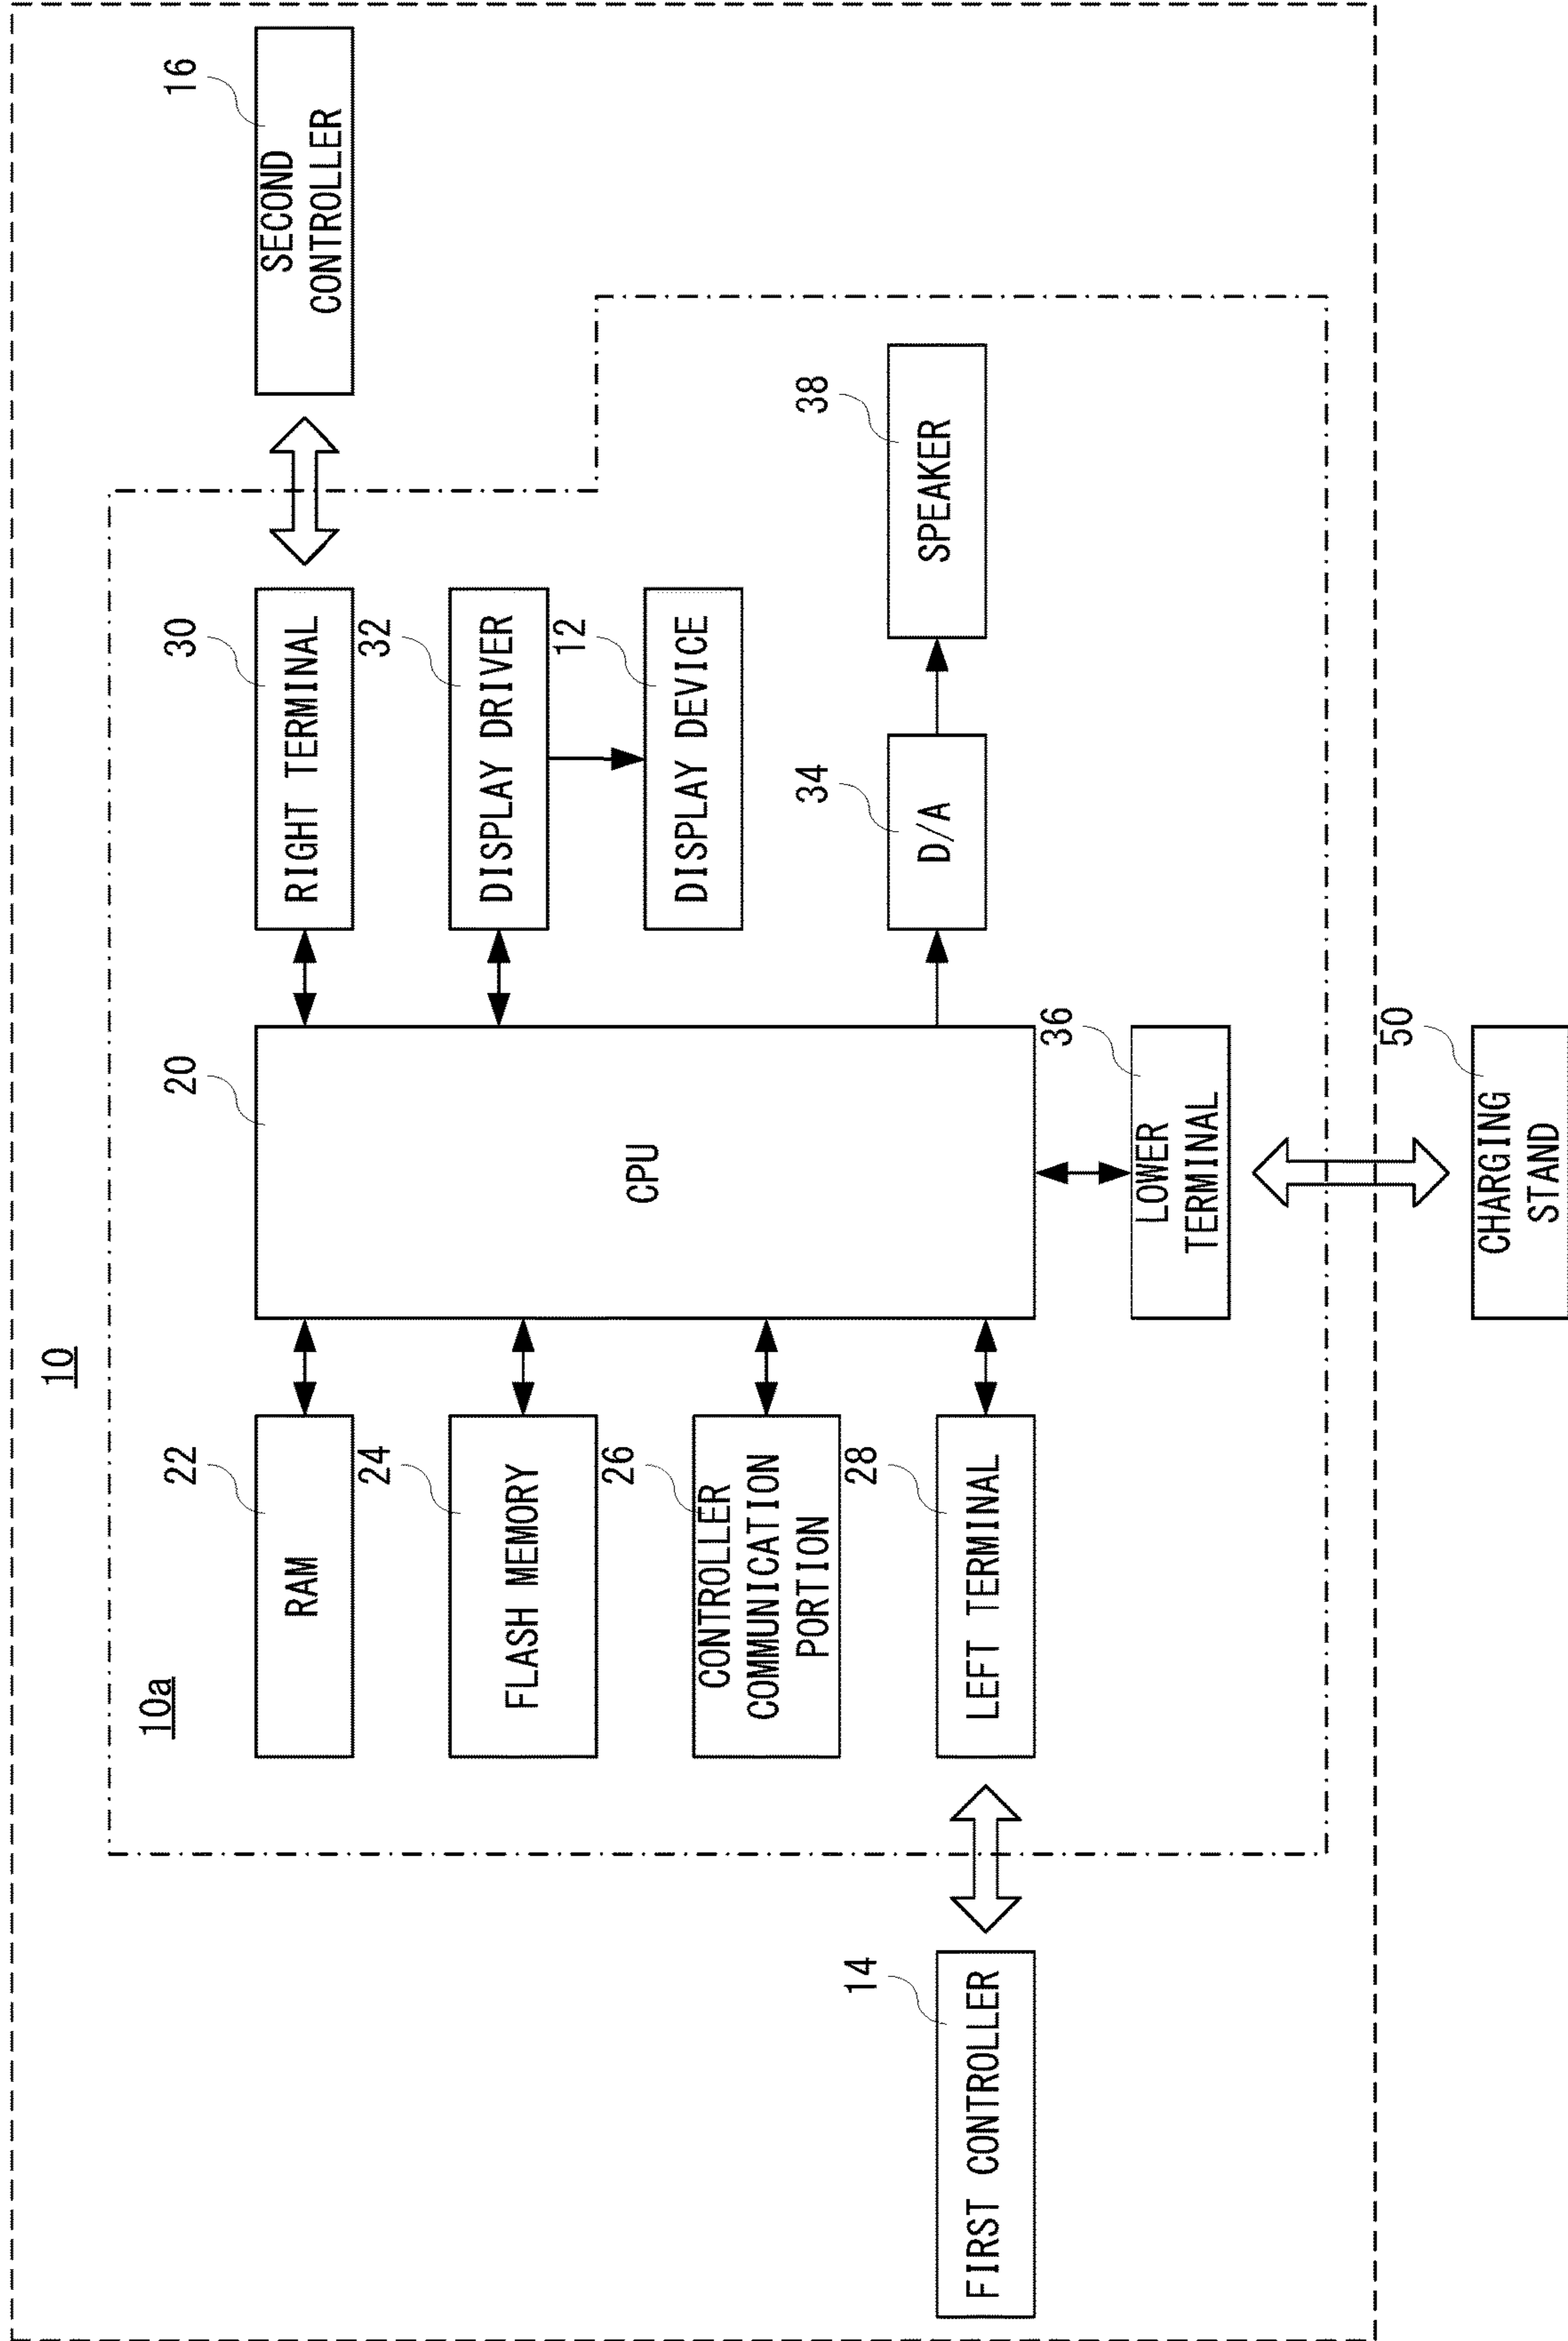 10
10a
22
RAM
24
FLASH MEMORY
26
CONTROLLER
COMMUNICATION
PORTION
28
LEFT TERMINAL
14
FIRST CONTROLLER
20
CPU
36
LOWER
TERMINAL
50
CHARGING
STAND
30
RIGHT TERMINAL
32
DISPLAY DRIVER
12
DISPLAY DEVICE
34
D/A
38
SPEAKER
16
SECOND
CONTROLLER